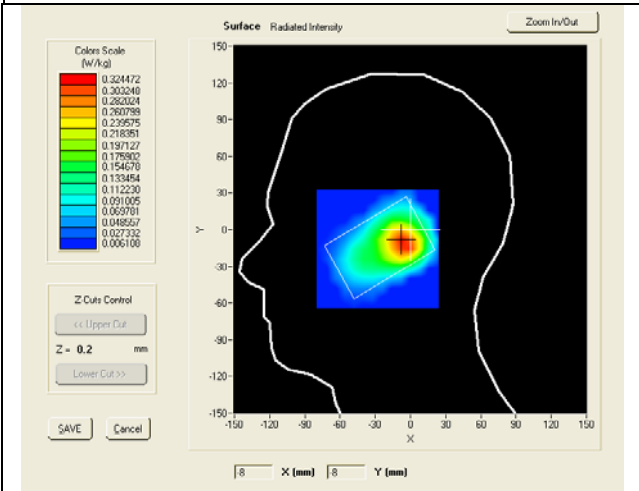 Surface Radiated Intensity
Zoom In/Out
Colors Scale
(W/kg)
0.324472
0.303248
0.282024
0.260799
0.239575
0.218351
0.197127
0.175902
0.154678
0.133454
0.112230
0.091005
0.069781
0.048557
0.027332
0.006108
150
120
90
60
30
0
-30
-60
-90
-120
-150
Y
-150 -120 -90 -60 -30 0 30 60 90 120 150
X
Z-Cuts Control
<< Upper Cut
Z = 0.2 mm
Lower Cut >>
SAVE Cancel
-8 X (mm) -8 Y (mm)